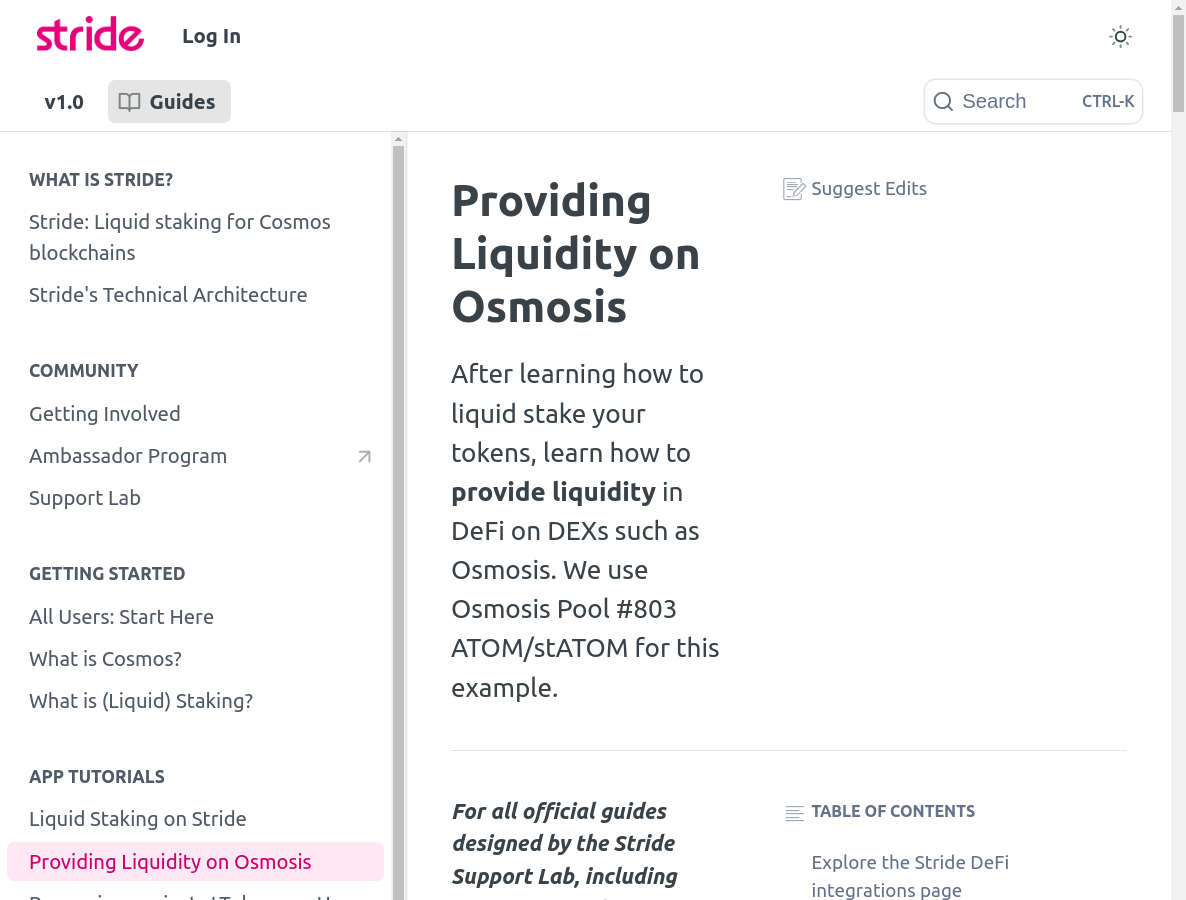 stride
Log In
v1.0
Guides
Search
CTRL-K
WHAT IS STRIDE?
Stride: Liquid staking for Cosmos
blockchains
Stride's Technical Architecture
COMMUNITY
Getting Involved
Ambassador Program
Support Lab
GETTING STARTED
All Users: Start Here
What is Cosmos?
What is (Liquid) Staking?
APP TUTORIALS
Liquid Staking on Stride
Providing Liquidity on Osmosis
Providing
Liquidity on
Osmosis
Suggest Edits
After learning how to
liquid stake your
tokens, learn how to
provide liquidity in
DeFi on DEXs such as
Osmosis. We use
Osmosis Pool #803
ATOM/stATOM for this
example.
For all official guides
designed by the Stride
Support Lab, including
TABLE OF CONTENTS
Explore the Stride DeFi
integrations page